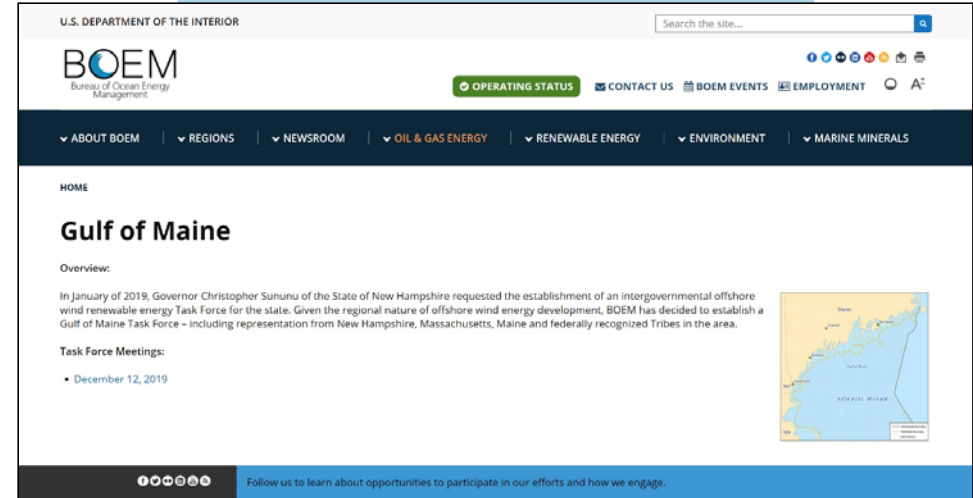 U.S. DEPARTMENT OF THE INTERIOR
Search the site...
BOEM
Bureau of Ocean Energy
Management
OPERATING STATUS
CONTACT US
BOEM EVENTS
EMPLOYMENT
A
ABOUT BOEM
REGIONS
NEWSROOM
OIL & GAS ENERGY
RENEWABLE ENERGY
ENVIRONMENT
MARINE MINERALS
HOME
Gulf of Maine
Overview:
In January of 2019, Governor Christopher Sununu of the State of New Hampshire requested the establishment of an intergovernmental offshore
wind renewable energy Task Force for the state. Given the regional nature of offshore wind energy development, BOEM has decided to establish a
Gulf of Maine Task Force – including representation from New Hampshire, Massachusetts, Maine and federally recognized Tribes in the area.
Task Force Meetings:
• December 12, 2019
Atlantic Ocean
Follow us to learn about opportunities to participate in our efforts and how we engage.